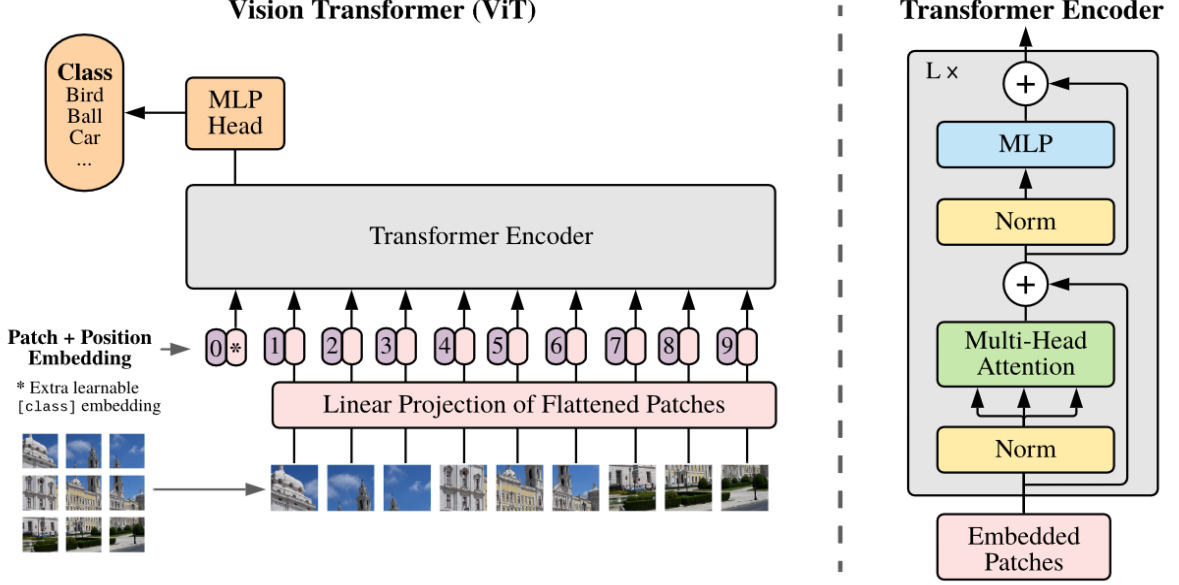 Vision Transformer (ViT)
Class
Bird
Ball
Car
...
MLP
Head
Transformer Encoder
Patch + Position
Embedding
* Extra learnable
[class] embedding
0 * 1 2 3 4 5 6 7 8 9
Linear Projection of Flattened Patches
Transformer Encoder
L ×
+
MLP
Norm
+
Multi-Head
Attention
Norm
Embedded
Patches